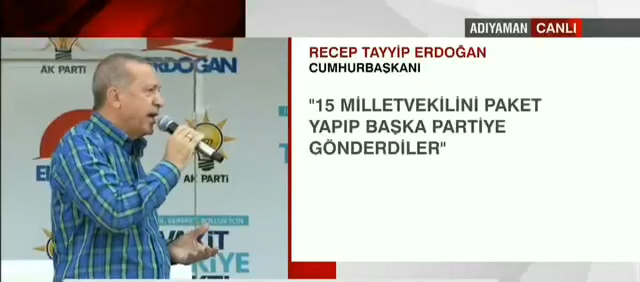 ADIYAMAN CANLI
RECEP TAYYİP ERDOĞAN
CUMHURBAŞKANI
"15 MİLLETVEKİLİNİ PAKET
YAPIP BAŞKA PARTİYE
GÖNDERDİLER"
AK PARTİ
ERDOĞAN
AK PARTİ
VAKİT